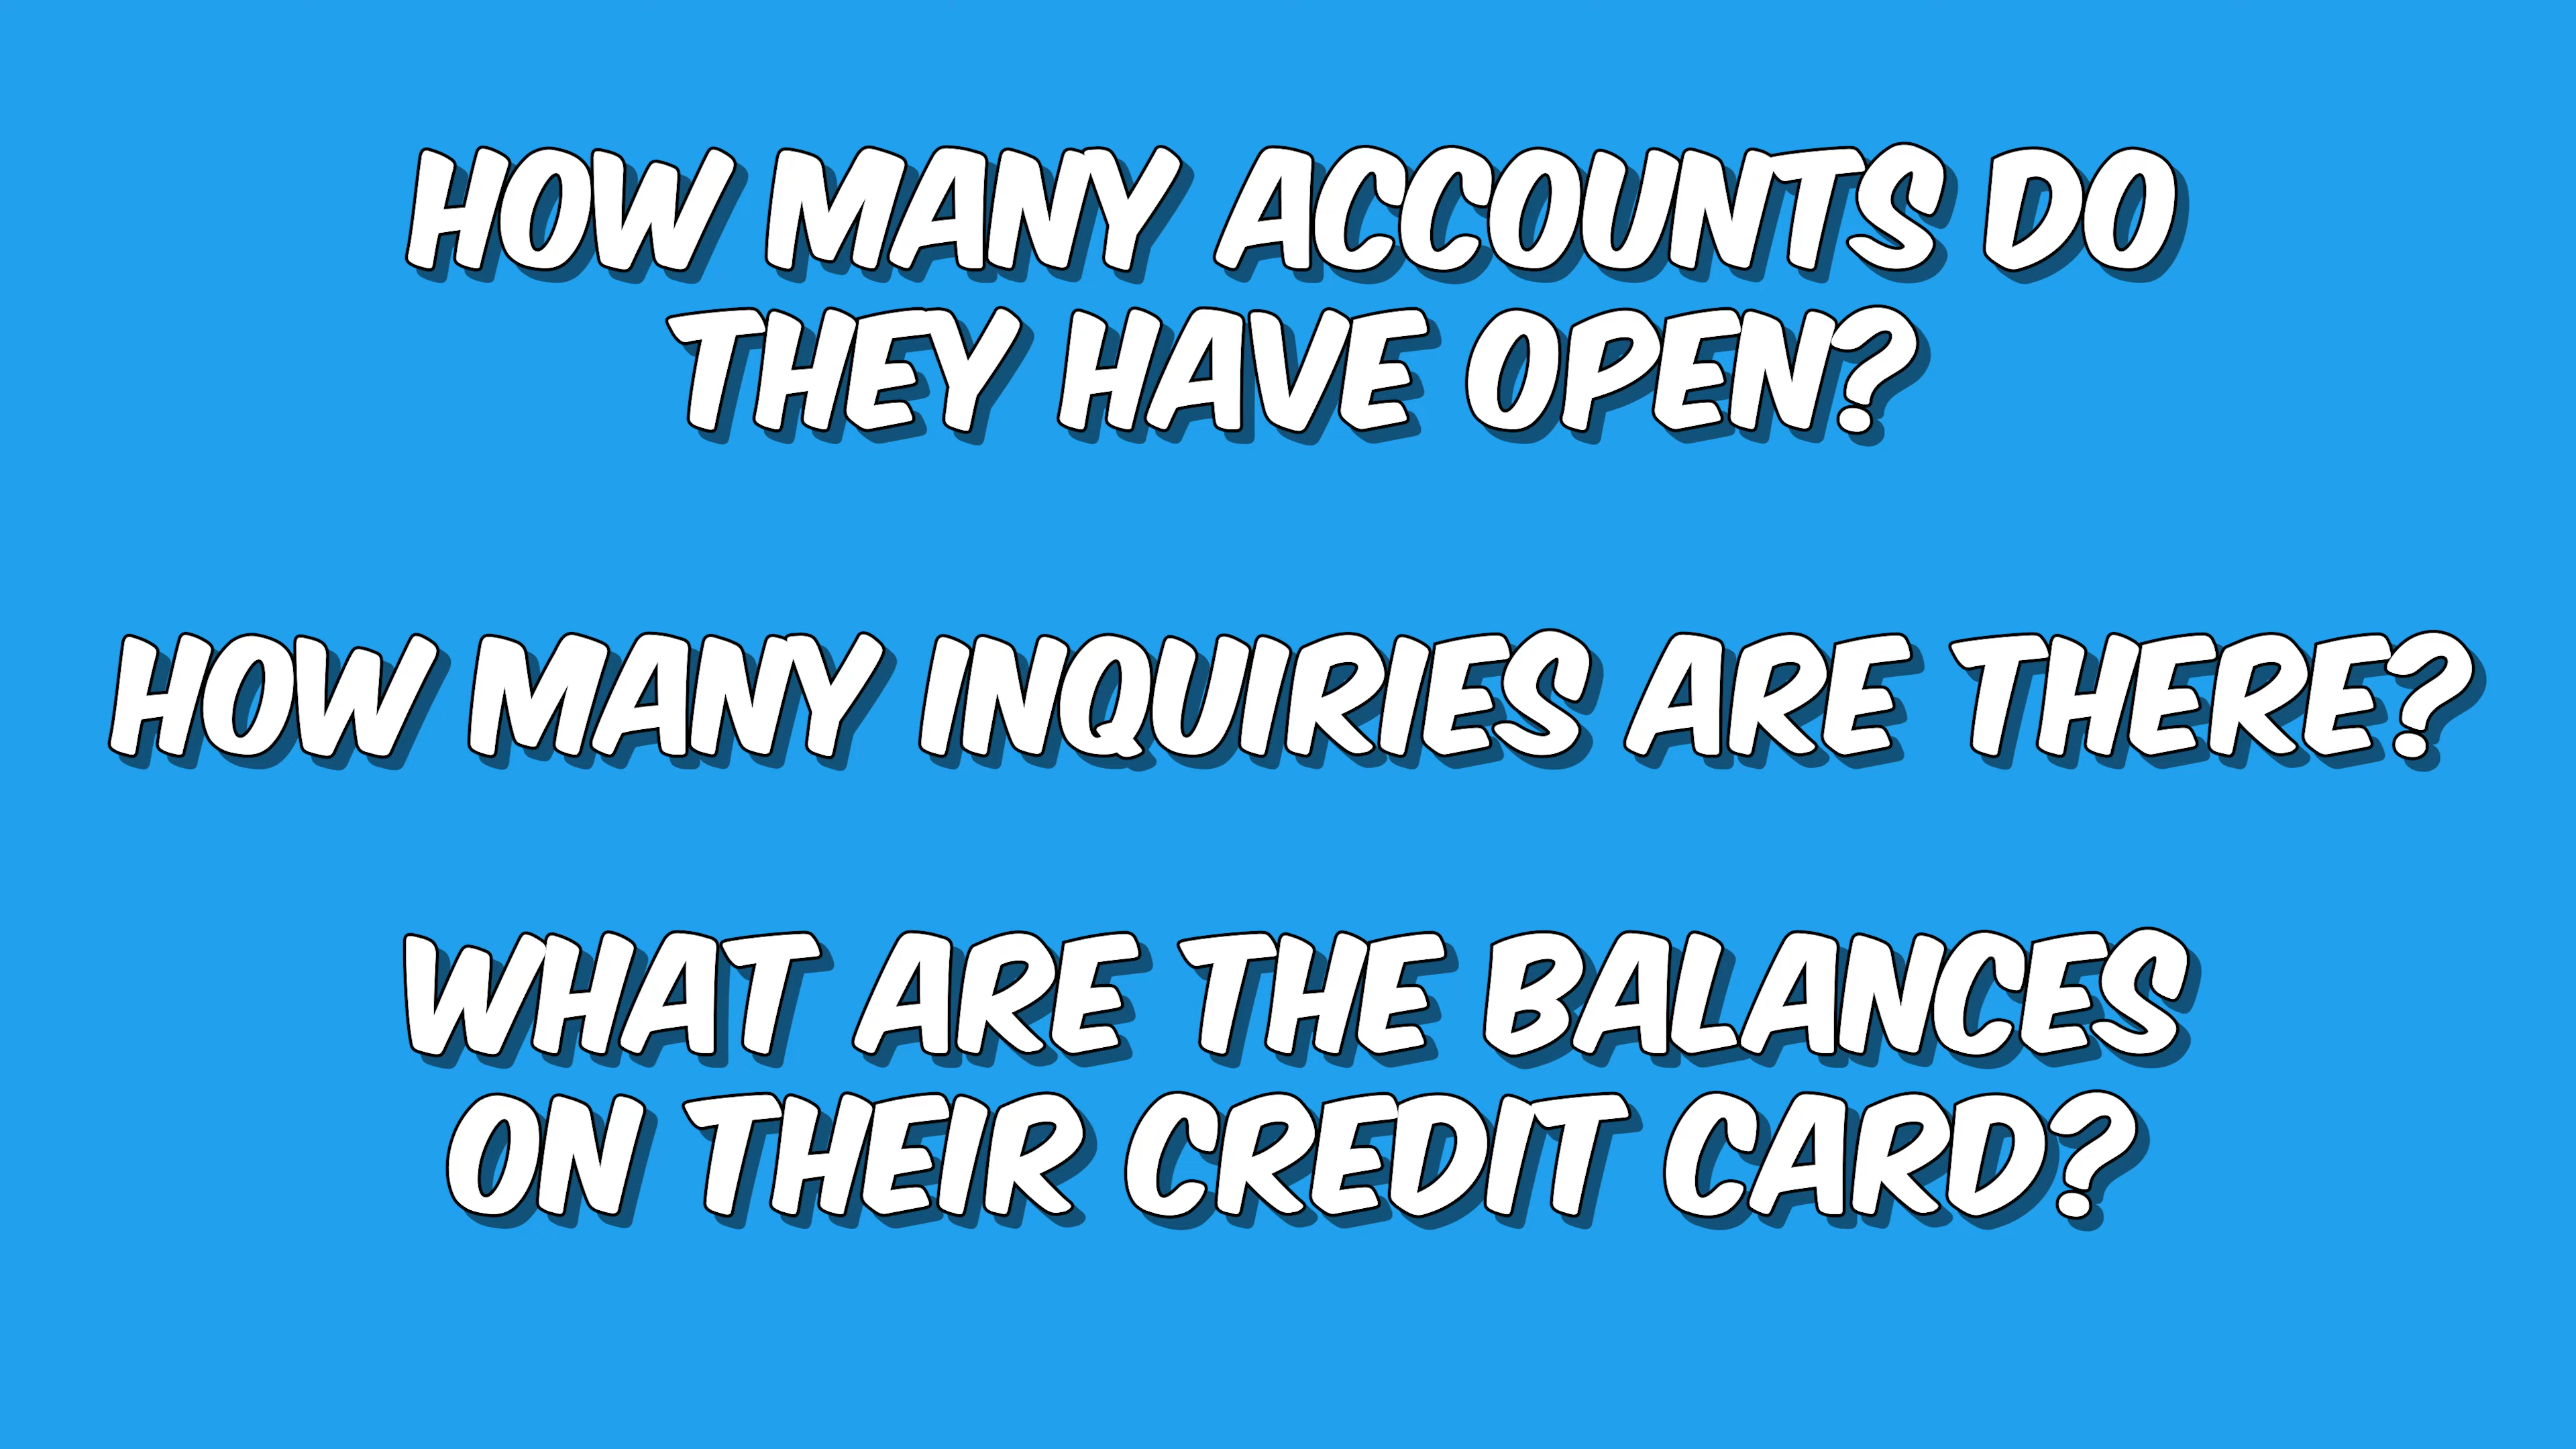 HOW MANY ACCOUNTS DO
THEY HAVE OPEN?
HOW MANY INQUIRIES ARE THERE?
WHAT ARE THE BALANCES
ON THEIR CREDIT CARD?